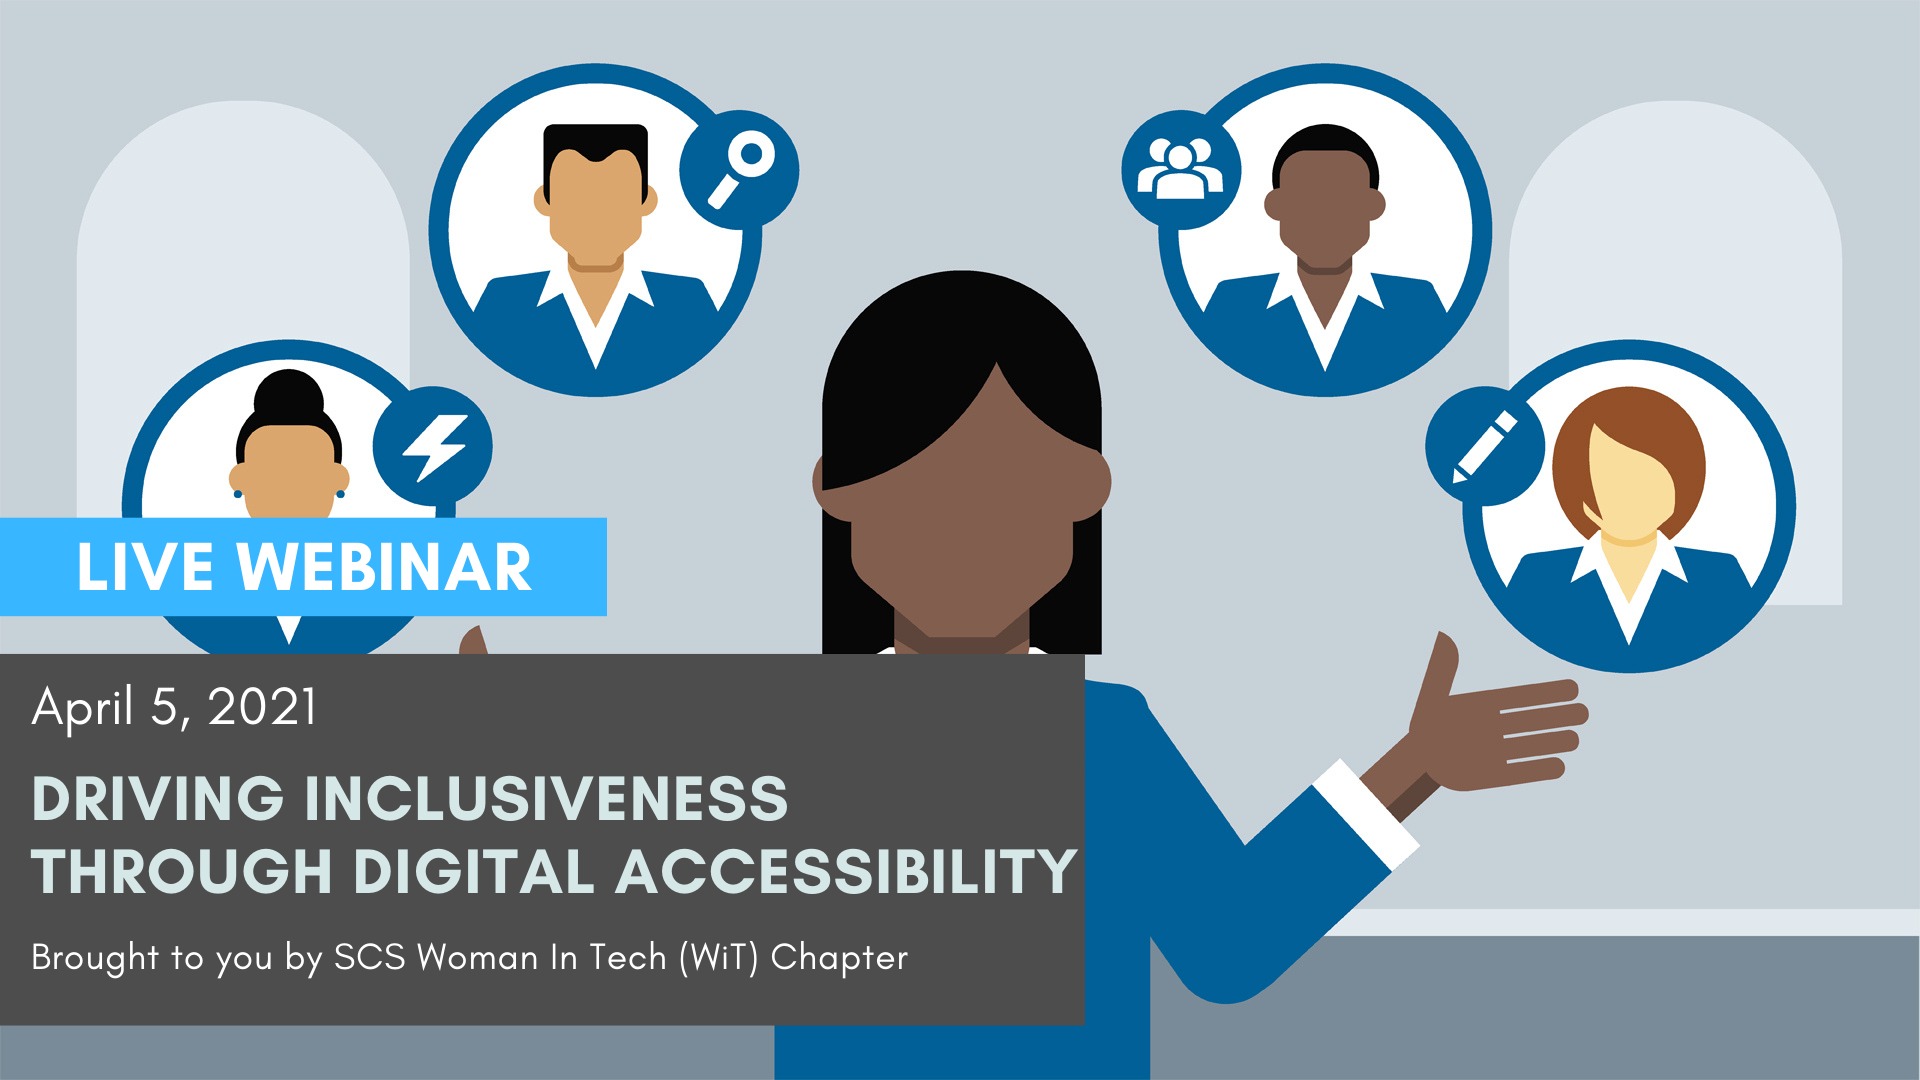 LIVE WEBINAR
April 5, 2021
DRIVING INCLUSIVENESS
THROUGH DIGITAL ACCESSIBILITY
Brought to you by SCS Woman In Tech (WiT) Chapter